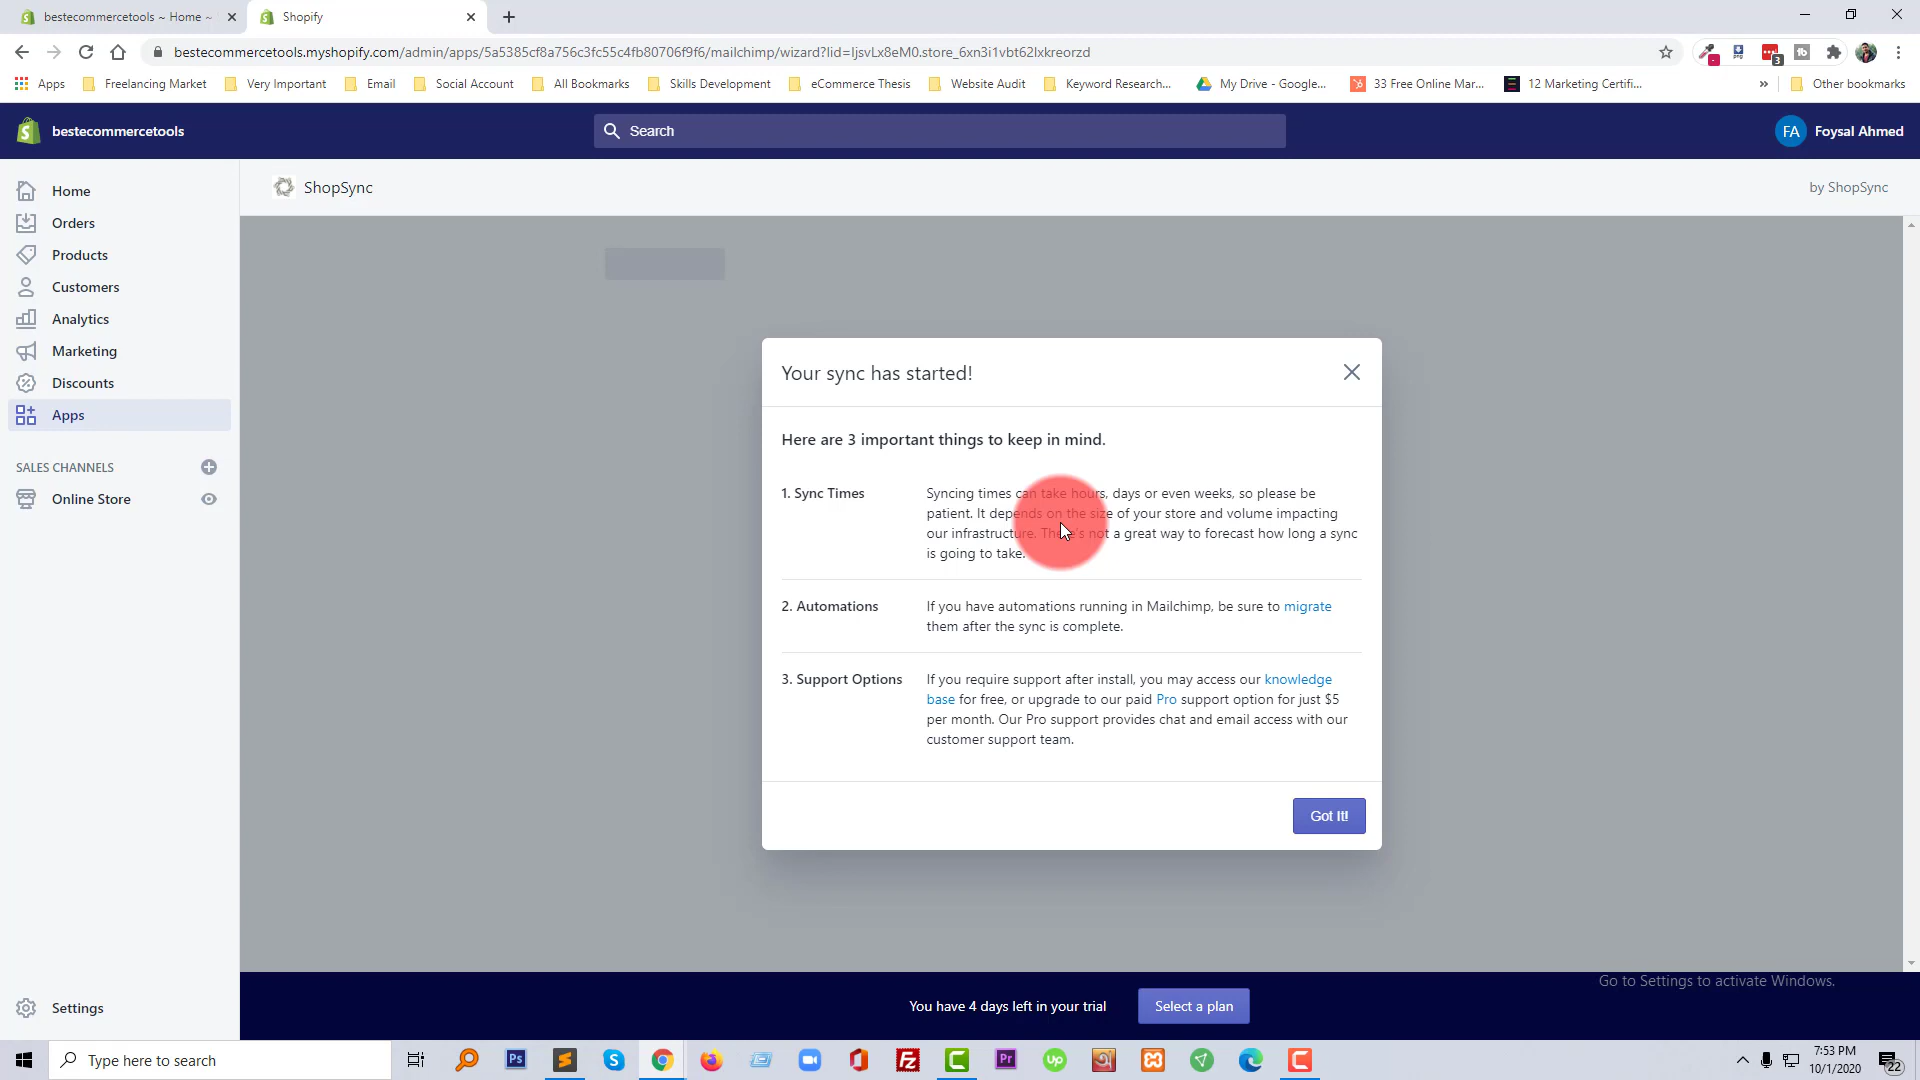 bestecommercetools ~ Home ~
Shopify
bestecommercetools.myshopify.com/admin/apps/5a5385cf8a756c3fc55c4fb80706f9f6/mailchimp/wizard?lid=IjsvLx8eM0.store_6xn3i1vbt62lxkreorzd
3
Apps
Freelancing Market
Very Important
Email
Social Account
All Bookmarks
Skills Development
eCommerce Thesis
Website Audit
Keyword Research...
My Drive - Google...
33 Free Online Mar...
12 Marketing Certifi...
»
Other bookmarks
bestecommercetools
Search
FA
Foysal Ahmed
Home
Orders
Products
Customers
Analytics
Marketing
Discounts
Apps
SALES CHANNELS
Online Store
Settings
ShopSync
by ShopSync
Your sync has started!
Here are 3 important things to keep in mind.
1. Sync Times
Syncing times can take hours, days or even weeks, so please be
patient. It depends on the size of your store and volume impacting
our infrastructure. There's not a great way to forecast how long a sync
is going to take.
2. Automations
If you have automations running in Mailchimp, be sure to migrate
them after the sync is complete.
3. Support Options
If you require support after install, you may access our knowledge
base for free, or upgrade to our paid Pro support option for just $5
per month. Our Pro support provides chat and email access with our
customer support team.
Got It!
Go to Settings to activate Windows.
You have 4 days left in your trial
Select a plan
Type here to search
Ps
Pr
up
7:53 PM
10/1/2020
22